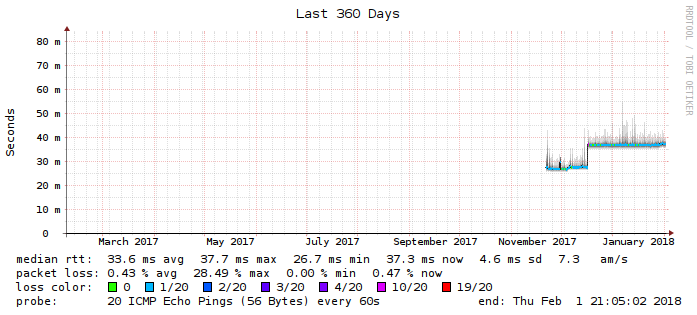 Last 360 Days
RRDTOOL / TOBI OETIKER
Seconds
80 m
70 m
60 m
50 m
40 m
30 m
20 m
10 m
0
March 2017 May 2017 July 2017 September 2017 November 2017 January 2018
median rtt: 33.6 ms avg 37.7 ms max 26.7 ms min 37.3 ms now 4.6 ms sd 7.3 am/s
packet loss: 0.43 % avg 28.49 % max 0.00 % min 0.47 % now
loss color: 0 1/20 2/20 3/20 4/20 10/20 19/20
probe: 20 ICMP Echo Pings (56 Bytes) every 60s end: Thu Feb 1 21:05:02 2018